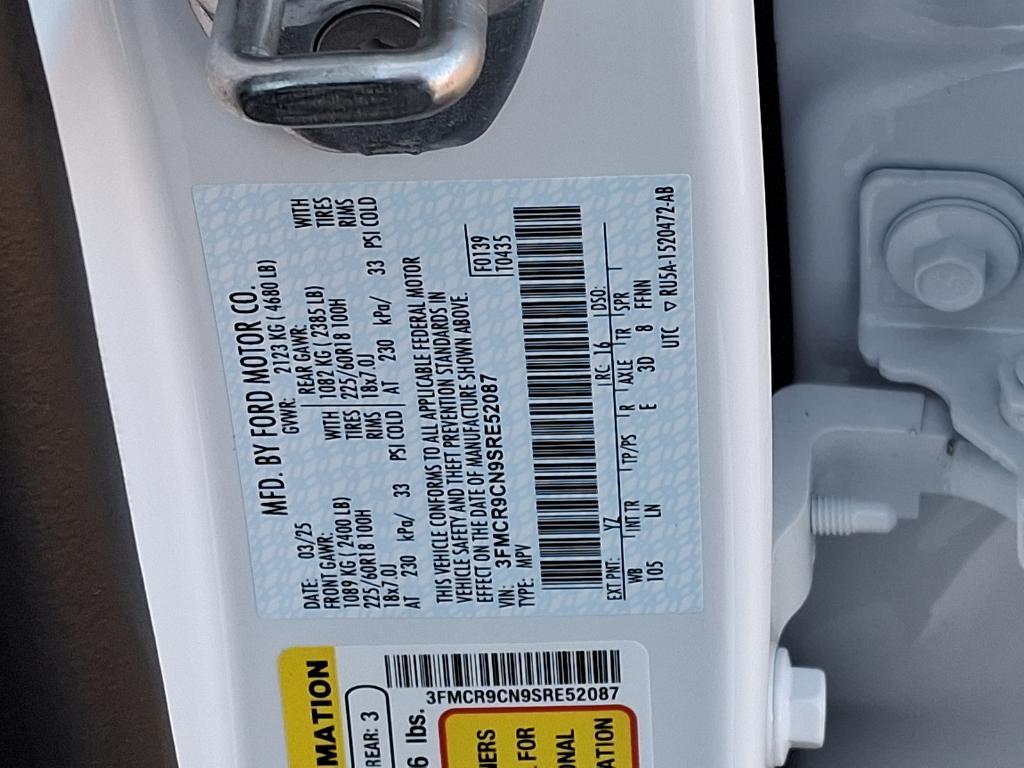 MFD. BY FORD MOTOR CO.
DATE: 03/25 GVWR: 2123 KG ( 4680 LB)
FRONT GAWR: REAR GAWR:
1089 KG ( 2400 LB) WITH 1082 KG ( 2385 LB) WITH
225/60R18 100H TIRES 225/60R18 100H TIRES
18x7.0J RIMS 18x7.0J RIMS
AT 230 kPa/ 33 PSI COLD AT 230 kPa/ 33 PSI COLD
THIS VEHICLE CONFORMS TO ALL APPLICABLE FEDERAL MOTOR
VEHICLE SAFETY AND THEFT PREVENTION STANDARDS IN
EFFECT ON THE DATE OF MANUFACTURE SHOWN ABOVE.
VIN: 3FMCR9CN9SRE52087 F0139
TYPE: MPV T0435
EXT PNT: YZ RC: 16 DSO:
WB INT TR TP/PS R AXLE TR SPR
105 LN E 3D 8 FFNN
UTC ▽ RU5A-1520472-AB
MATION
REAR: 3
6 lbs.
3FMCR9CN9SRE52087
NERS
FOR
ONAL
ATION